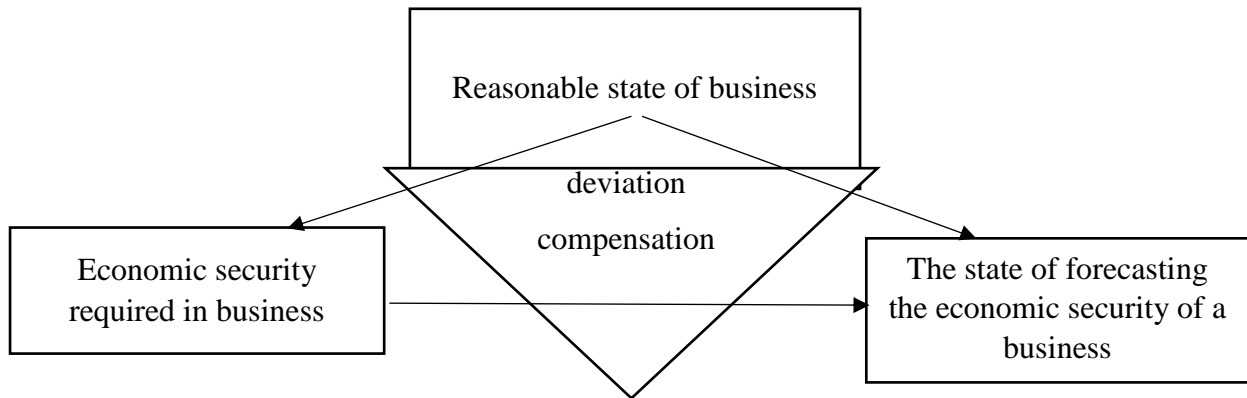 Reasonable state of business
deviation
compensation
Economic security
required in business
The state of forecasting
the economic security of a
business